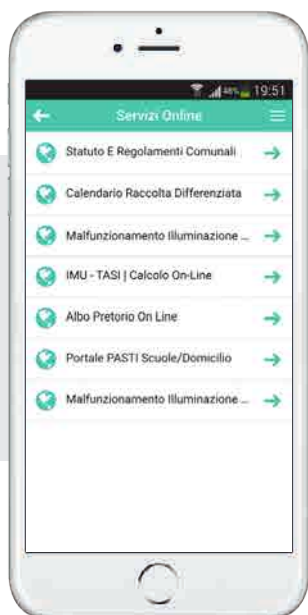 48% 19:51
Servizi Online
Statuto E Regolamenti Comunali
Calendario Raccolta Differenziata
Malfunzionamento Illuminazione ...
IMU - TASI | Calcolo On-Line
Albo Pretorio On Line
Portale PASTI Scuole/Domicilio
Malfunzionamento Illuminazione ...